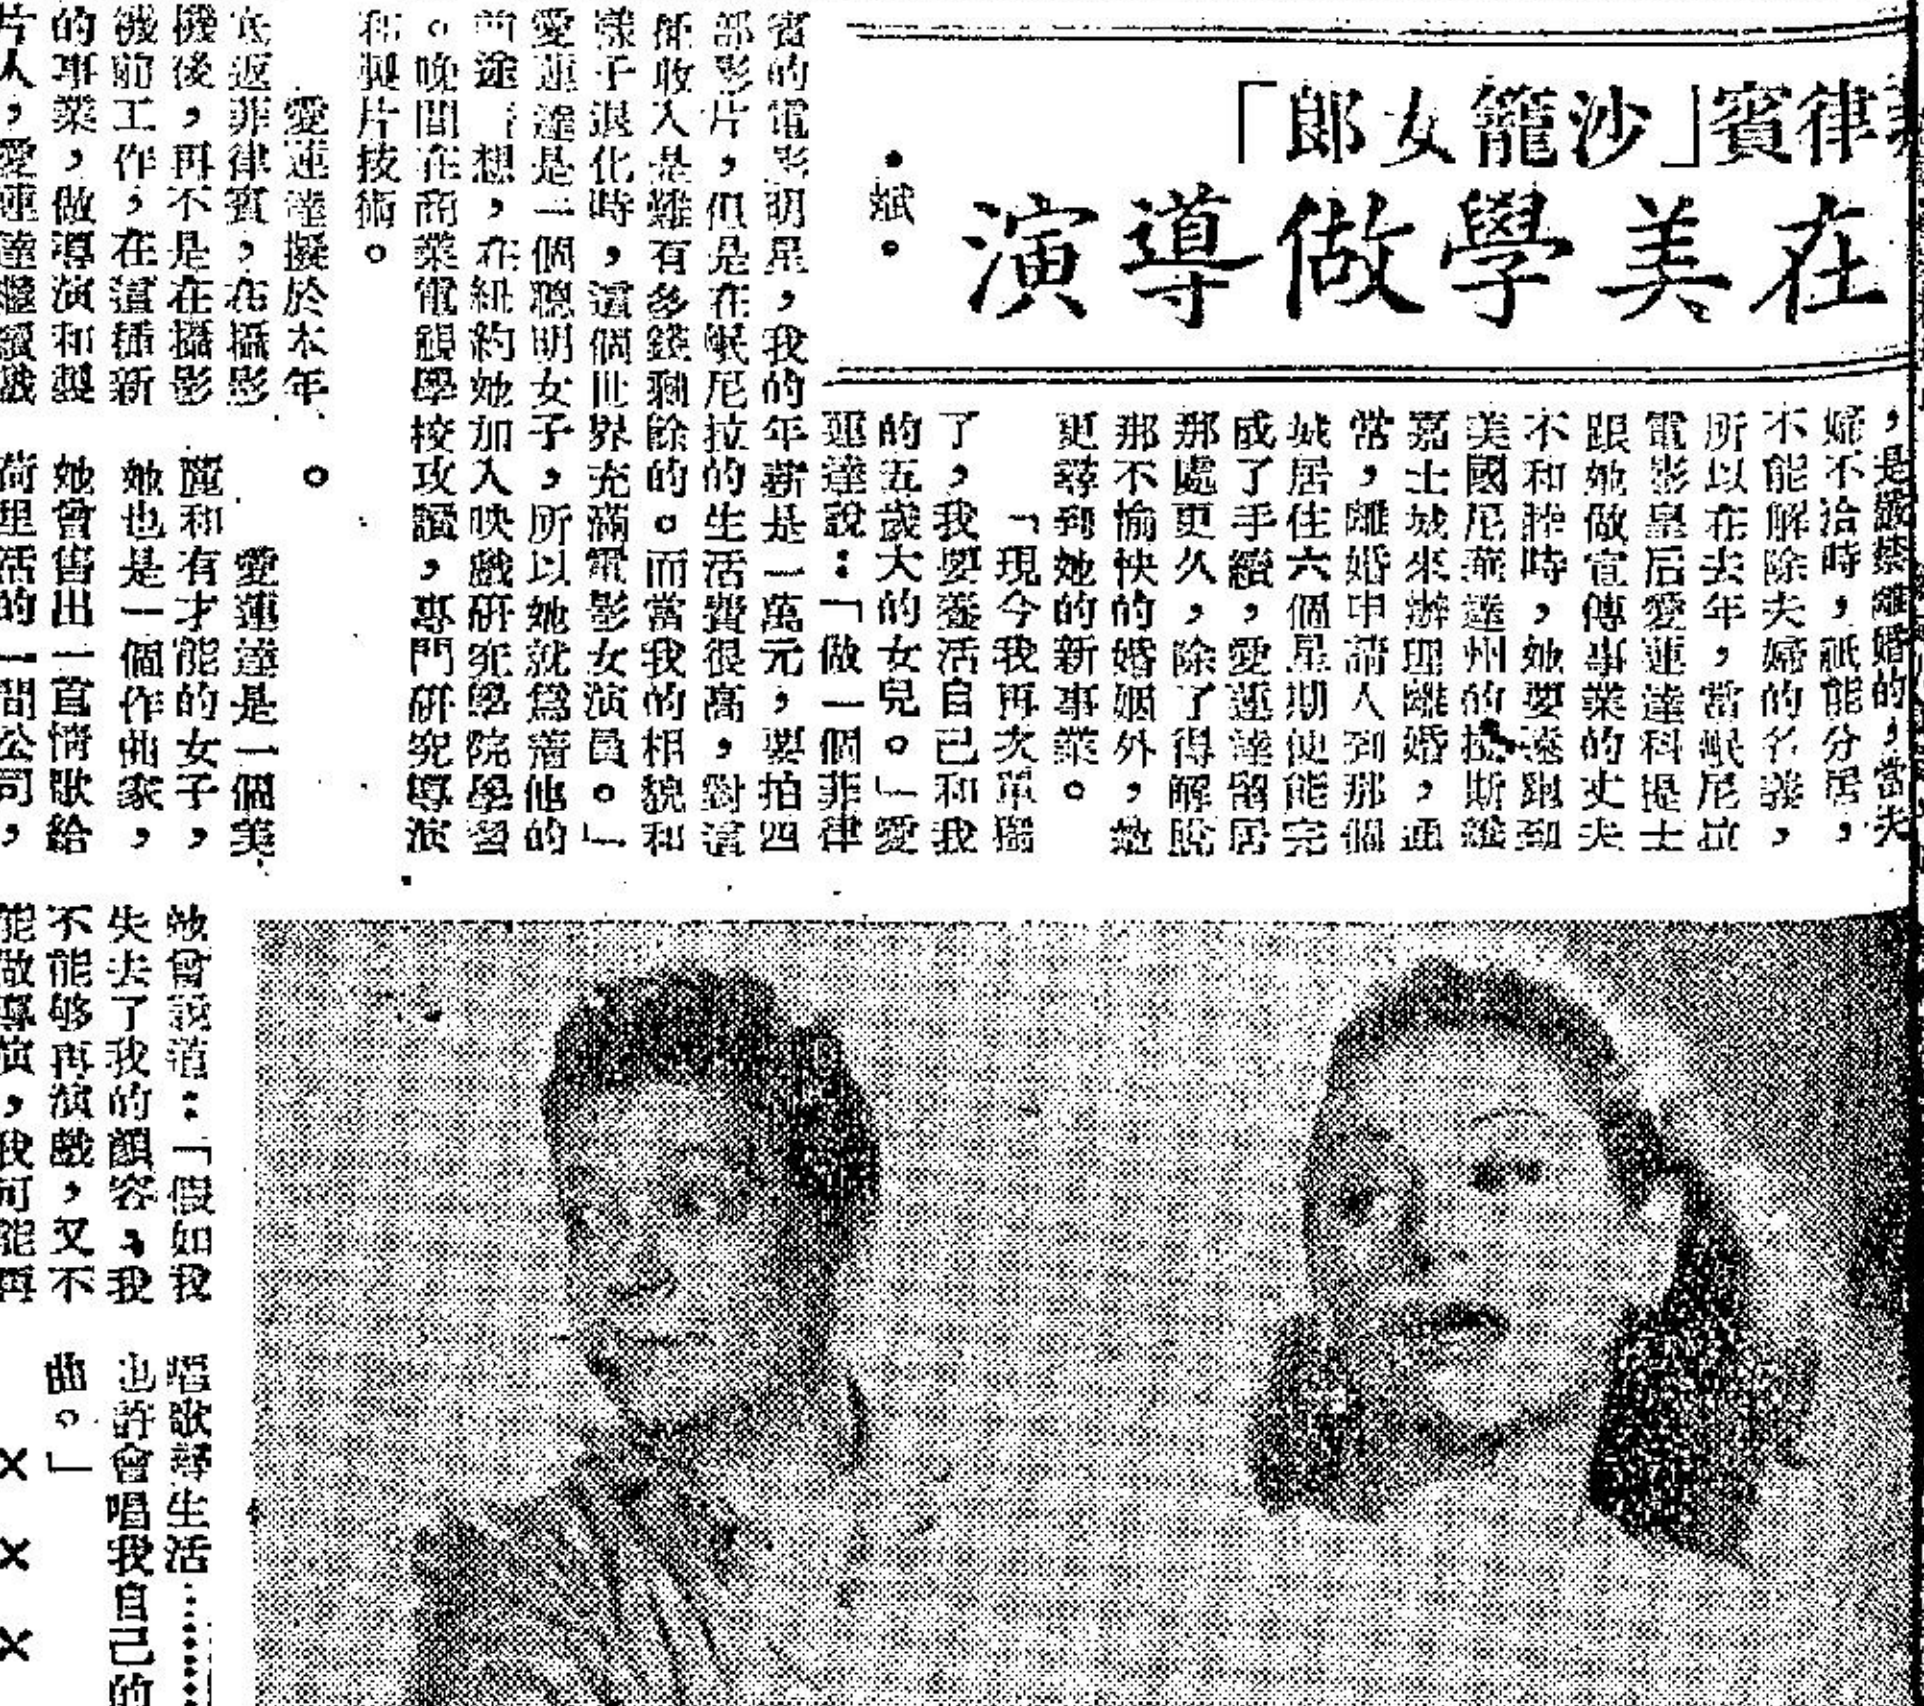 律賓「沙籠女郎」
在美學做導演
•斌•
，是嚴禁離婚的，當夫
婦不洽時，祇能分居，
不能解除夫婦的名義，
所以在去年，當岷尼拉
電影皇后愛蓮達科提士
跟她做宣傳事業的丈夫
不和睦時，她要遠跑到
美國尼華達州的拉斯維
嘉士城來辦理離婚，通
常，離婚申請人到那個
城居住六個星期便能完
成了手續，愛蓮達留居
那處更久，除了得解脫
那不愉快的婚姻外，她
更尋到她的新事業。
「現今我再次單獨
了，我要養活自己和我
的五歲大的女兒。」愛
蓮達說：「做一個菲律
賓的電影明星，我的年薪是一萬元，要拍四
部影片，但是在岷尼拉的生活費很高，對這
個收入是難有多錢剩餘的。而當我的相貌和
樣子退化時，這個世界充滿電影女演員。」
愛蓮達是一個聰明女子，所以她就為着他的
前途着想，在紐約她加入映戲研究學院學習
。晚間在商業電視學校攻讀，專門研究導演
和製片技術。
愛蓮達擬於本年
底返菲律賓，在攝影
機後，再不是在攝影
機前工作，在這種新
的事業，做導演和製
片人，愛蓮達繼續戲
。
愛蓮達是一個美
麗和有才能的女子，
她也是一個作曲家，
她曾售出一首情歌給
荷里活的一間公司，
她曾說道：「假如我
失去了我的顏容，我
不能够再演戲，又不
能做導演，我可能再
唱歌尋生活……
也許會唱我自己的
曲。」
×××